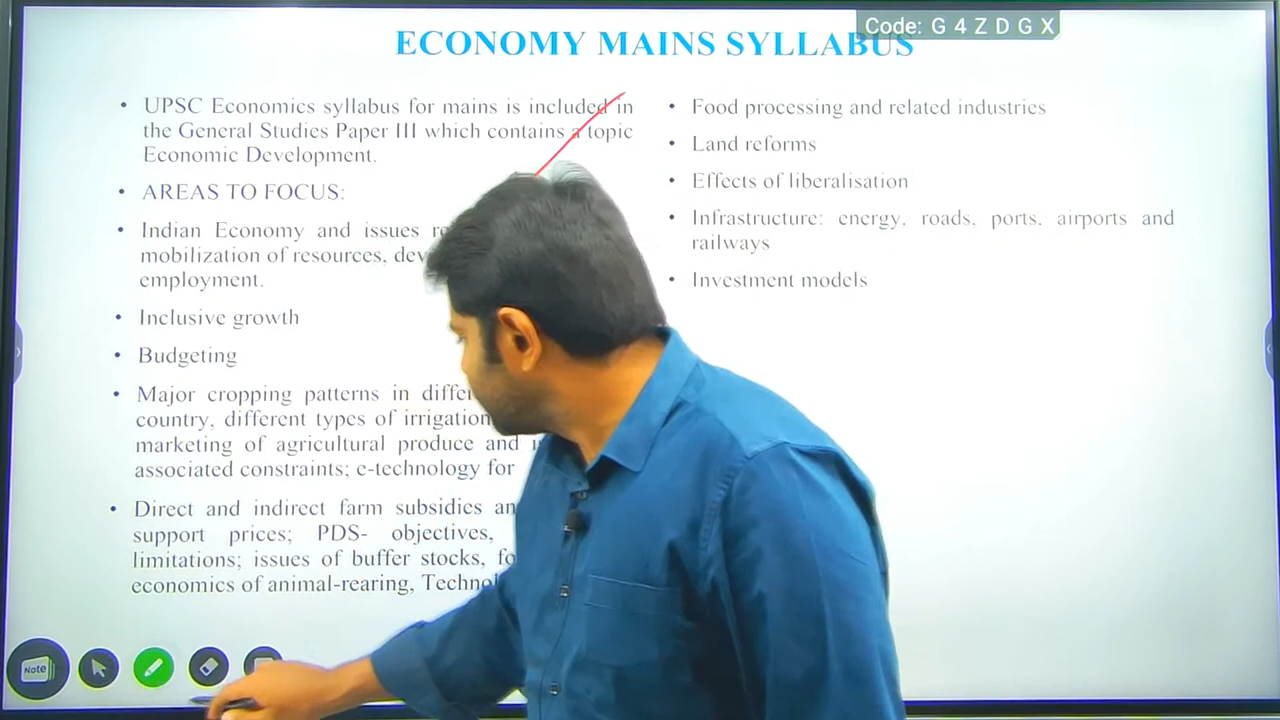 Code: G 4 Z D G X
ECONOMY MAINS SYLLABUS
• UPSC Economics syllabus for mains is included in
the General Studies Paper III which contains a topic
Economic Development.
• AREAS TO FOCUS:
• Indian Economy and issues
mobilization of resources,
employment.
• Inclusive growth
• Budgeting
• Major cropping patterns in
country, different types of irrigation
marketing of agricultural produce and
associated constraints; e-technology for
• Direct and indirect farm subsidies
support prices; PDS- objectives,
limitations; issues of buffer stocks,
economics of animal-rearing,
• Food processing and related industries
• Land reforms
• Effects of liberalisation
• Infrastructure: energy, roads, ports, airports and
railways
• Investment models
Note